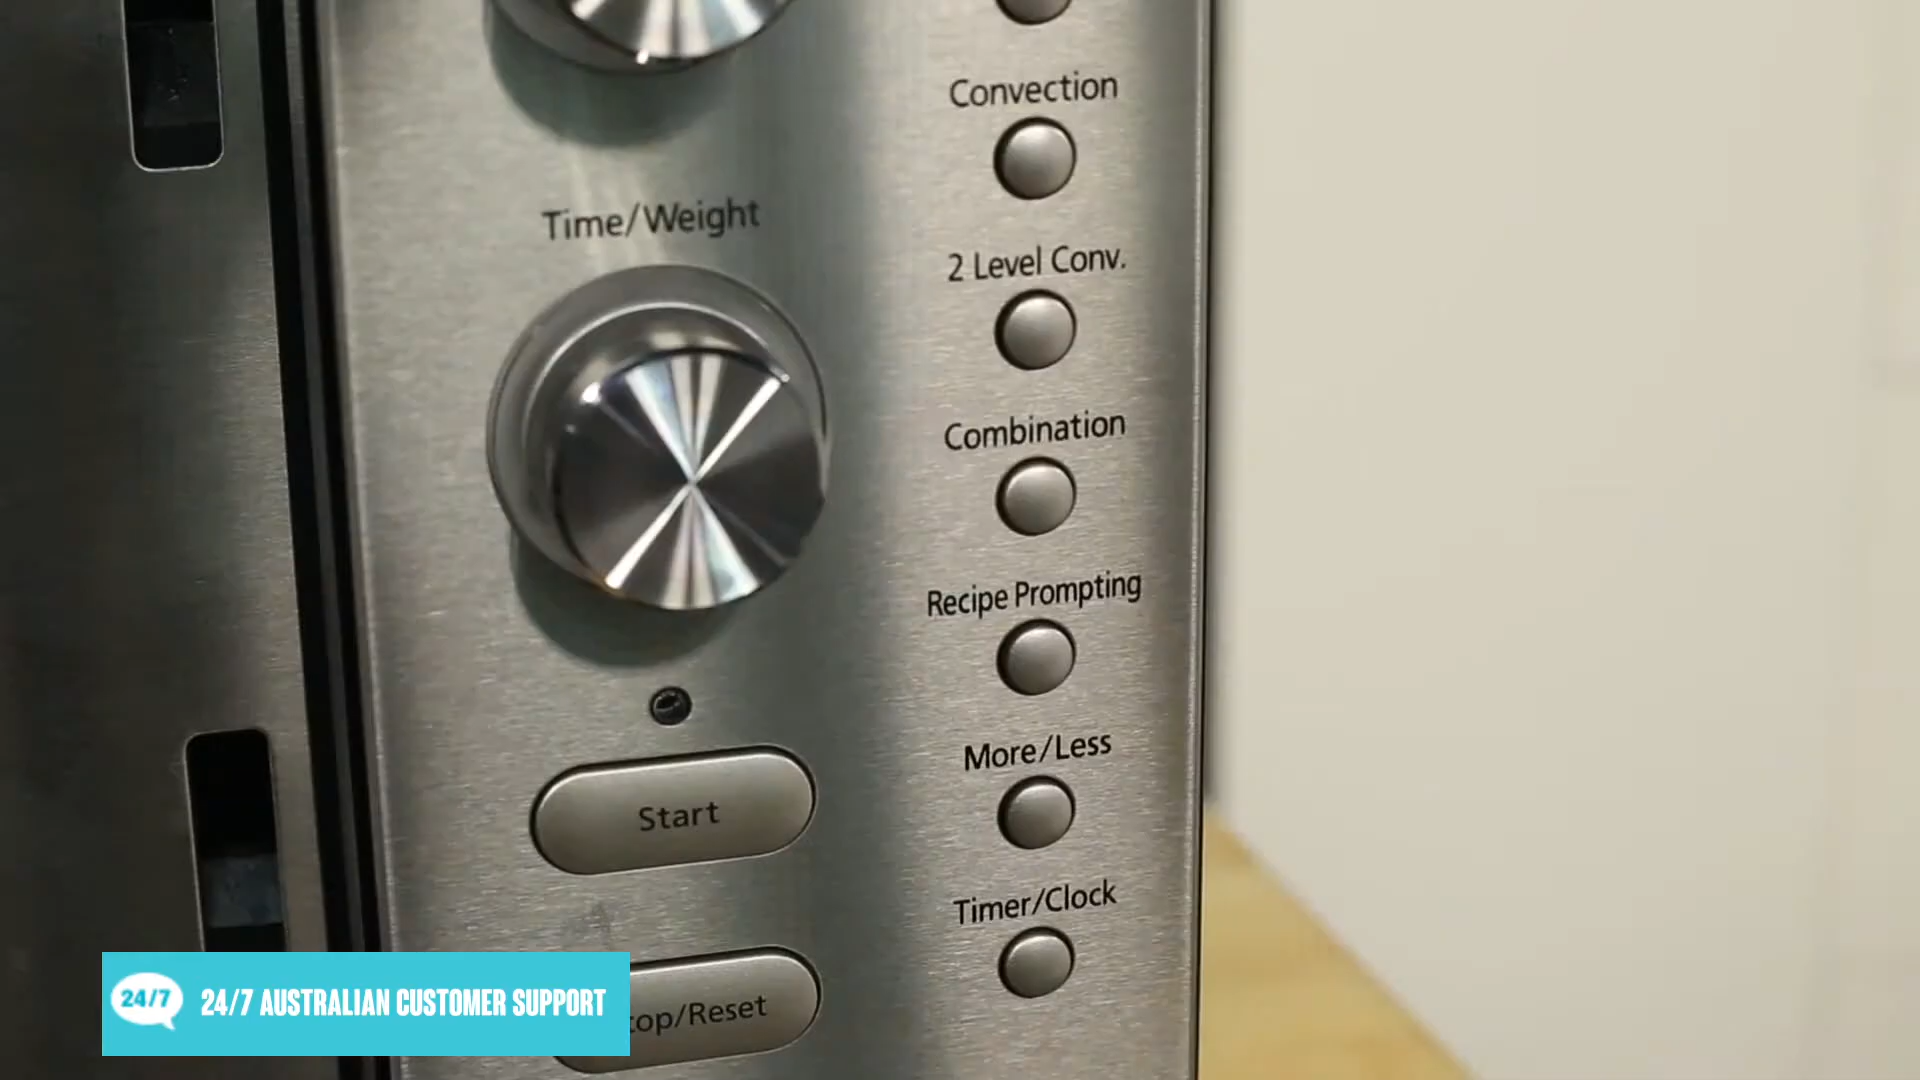 Convection
Time/Weight
2 Level Conv.
Combination
Recipe Prompting
More/Less
Start
Timer/Clock
24/7
24/7 AUSTRALIAN CUSTOMER SUPPORT
top/Reset